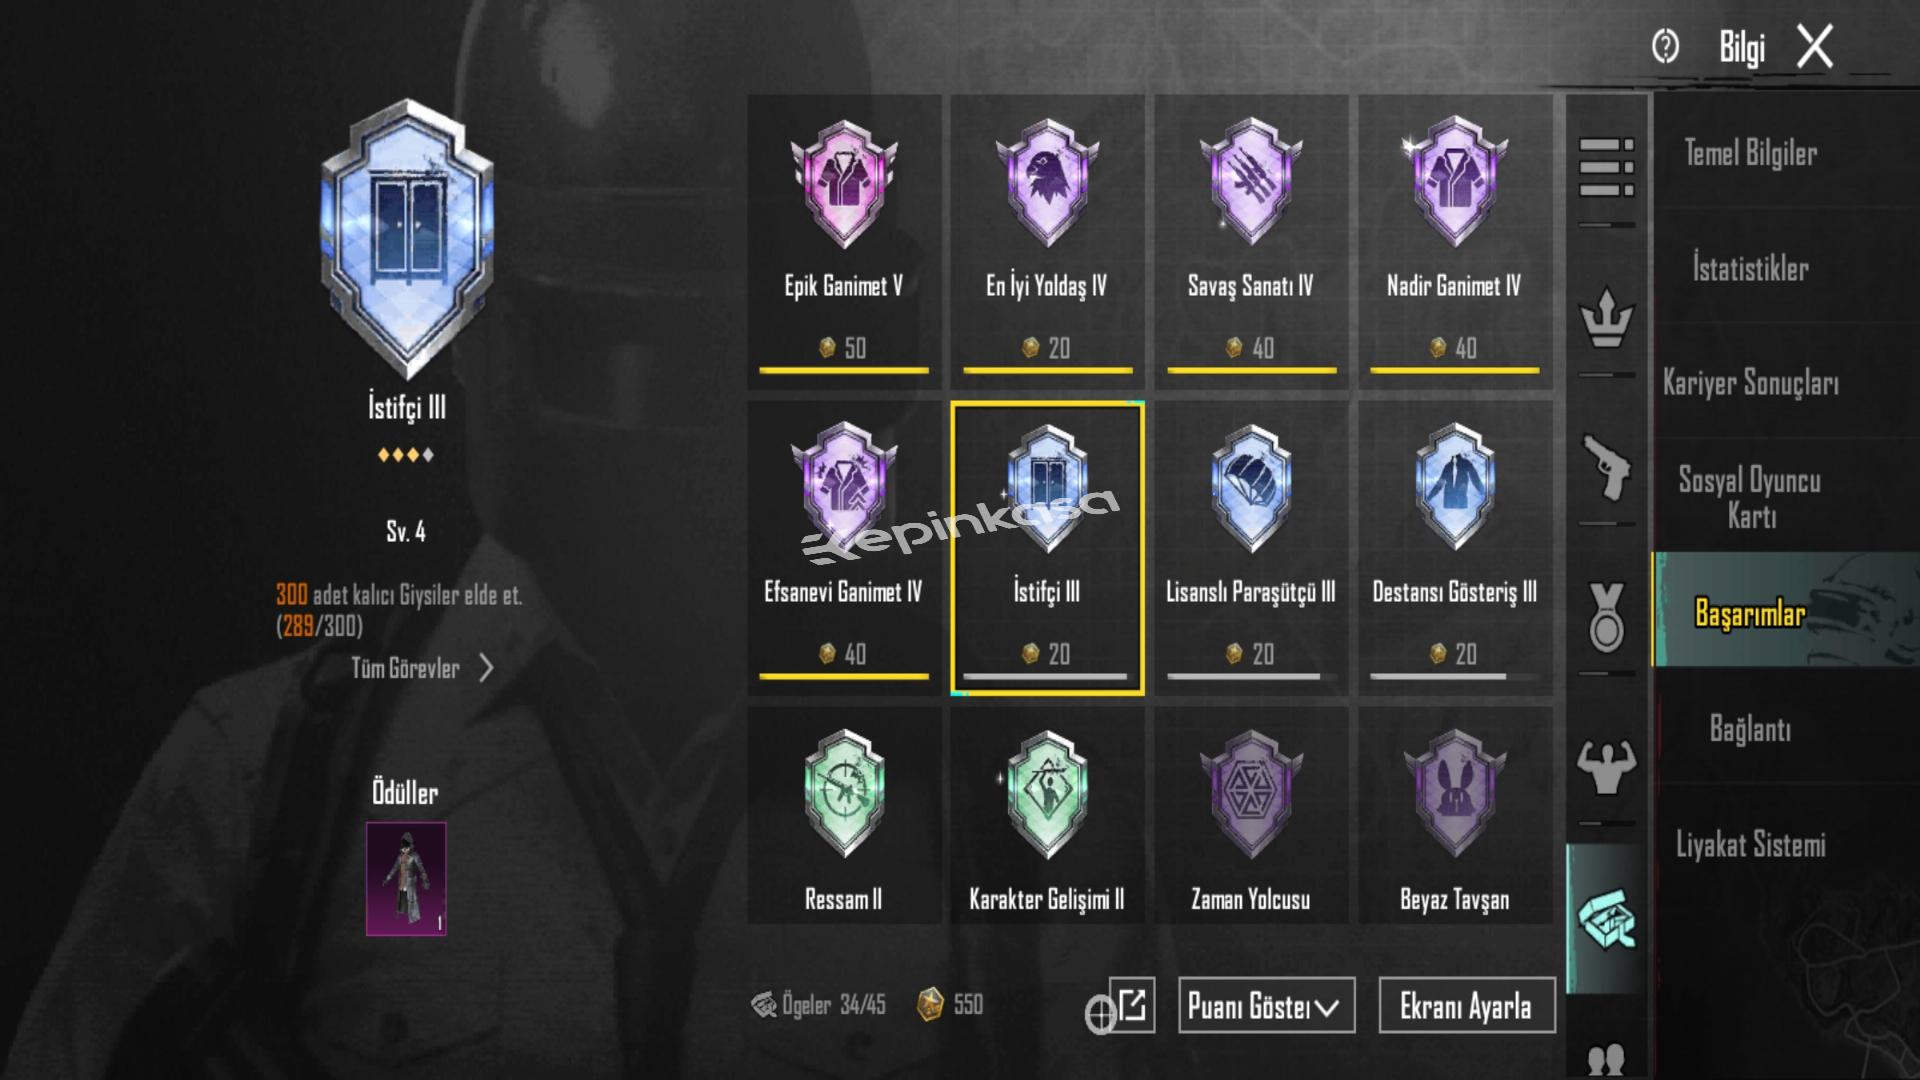 Bilgi
İstifçi III
Sv. 4
300 adet kalıcı Giysiler elde et.
(289/300)
Tüm Görevler
Ödüller
1
Epik Ganimet V
50
En İyi Yoldaş IV
20
Savaş Sanatı IV
40
Nadir Ganimet IV
40
Efsanevi Ganimet IV
40
İstifçi III
20
Lisanslı Paraşütçü III
20
Destansı Gösteriş III
20
epinkasa
Ressam II
Karakter Gelişimi II
Zaman Yolcusu
Beyaz Tavşan
Ögeler 34/45
550
Puanı Göster
Ekranı Ayarla
Temel Bilgiler
İstatistikler
Kariyer Sonuçları
Sosyal Oyuncu
Kartı
Başarımlar
Bağlantı
Liyakat Sistemi